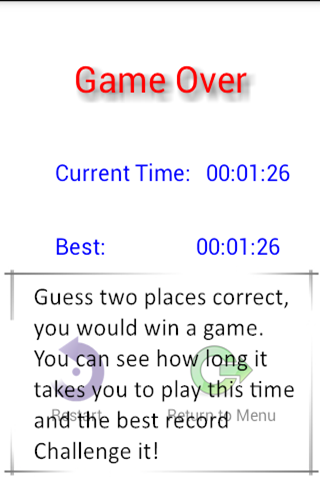 Game Over
Current Time: 00:01:26
Best: 00:01:26
Guess two places correct,
you would win a game.
You can see how long it
takes you to play this time
Restart Return to Menu
and the best record
Challenge it!